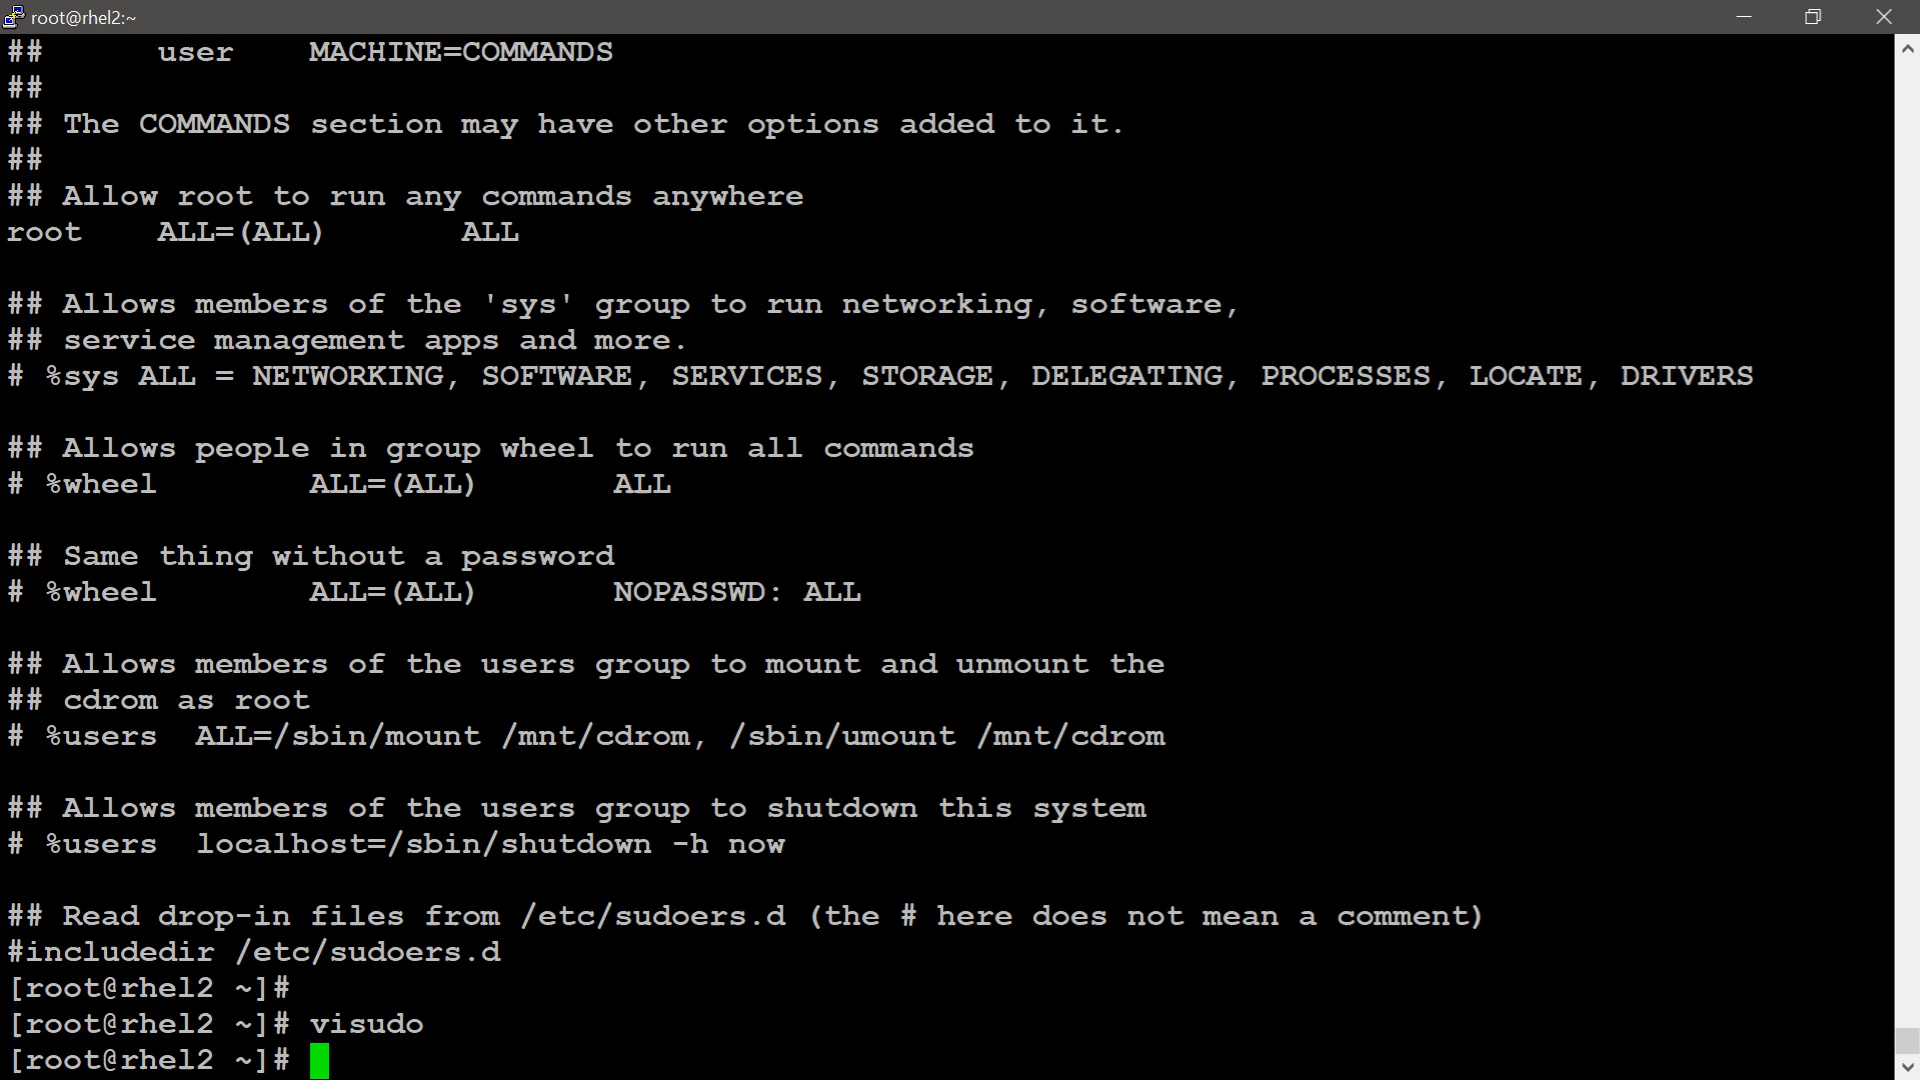 root@rhel2:~
##      user    MACHINE=COMMANDS
##
## The COMMANDS section may have other options added to it.
##
## Allow root to run any commands anywhere
root    ALL=(ALL)       ALL
## Allows members of the 'sys' group to run networking, software,
## service management apps and more.
# %sys ALL = NETWORKING, SOFTWARE, SERVICES, STORAGE, DELEGATING, PROCESSES, LOCATE, DRIVERS
## Allows people in group wheel to run all commands
# %wheel        ALL=(ALL)       ALL
## Same thing without a password
# %wheel        ALL=(ALL)       NOPASSWD: ALL
## Allows members of the users group to mount and unmount the
## cdrom as root
# %users  ALL=/sbin/mount /mnt/cdrom, /sbin/umount /mnt/cdrom
## Allows members of the users group to shutdown this system
# %users  localhost=/sbin/shutdown -h now
## Read drop-in files from /etc/sudoers.d (the # here does not mean a comment)
#includedir /etc/sudoers.d
[root@rhel2 ~]#
[root@rhel2 ~]# visudo
[root@rhel2 ~]#